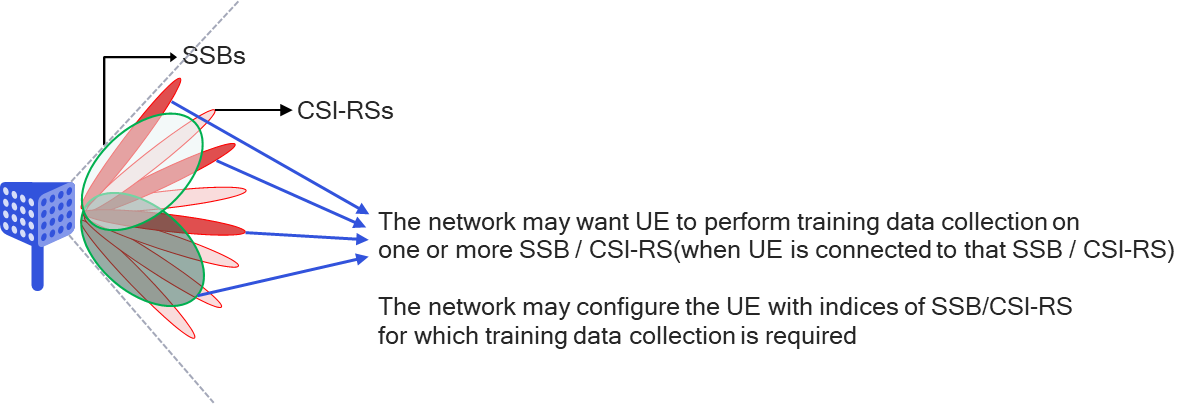 SSBs
CSI-RSs
The network may want UE to perform training data collection on
one or more SSB / CSI-RS(when UE is connected to that SSB / CSI-RS)
The network may configure the UE with indices of SSB/CSI-RS
for which training data collection is required